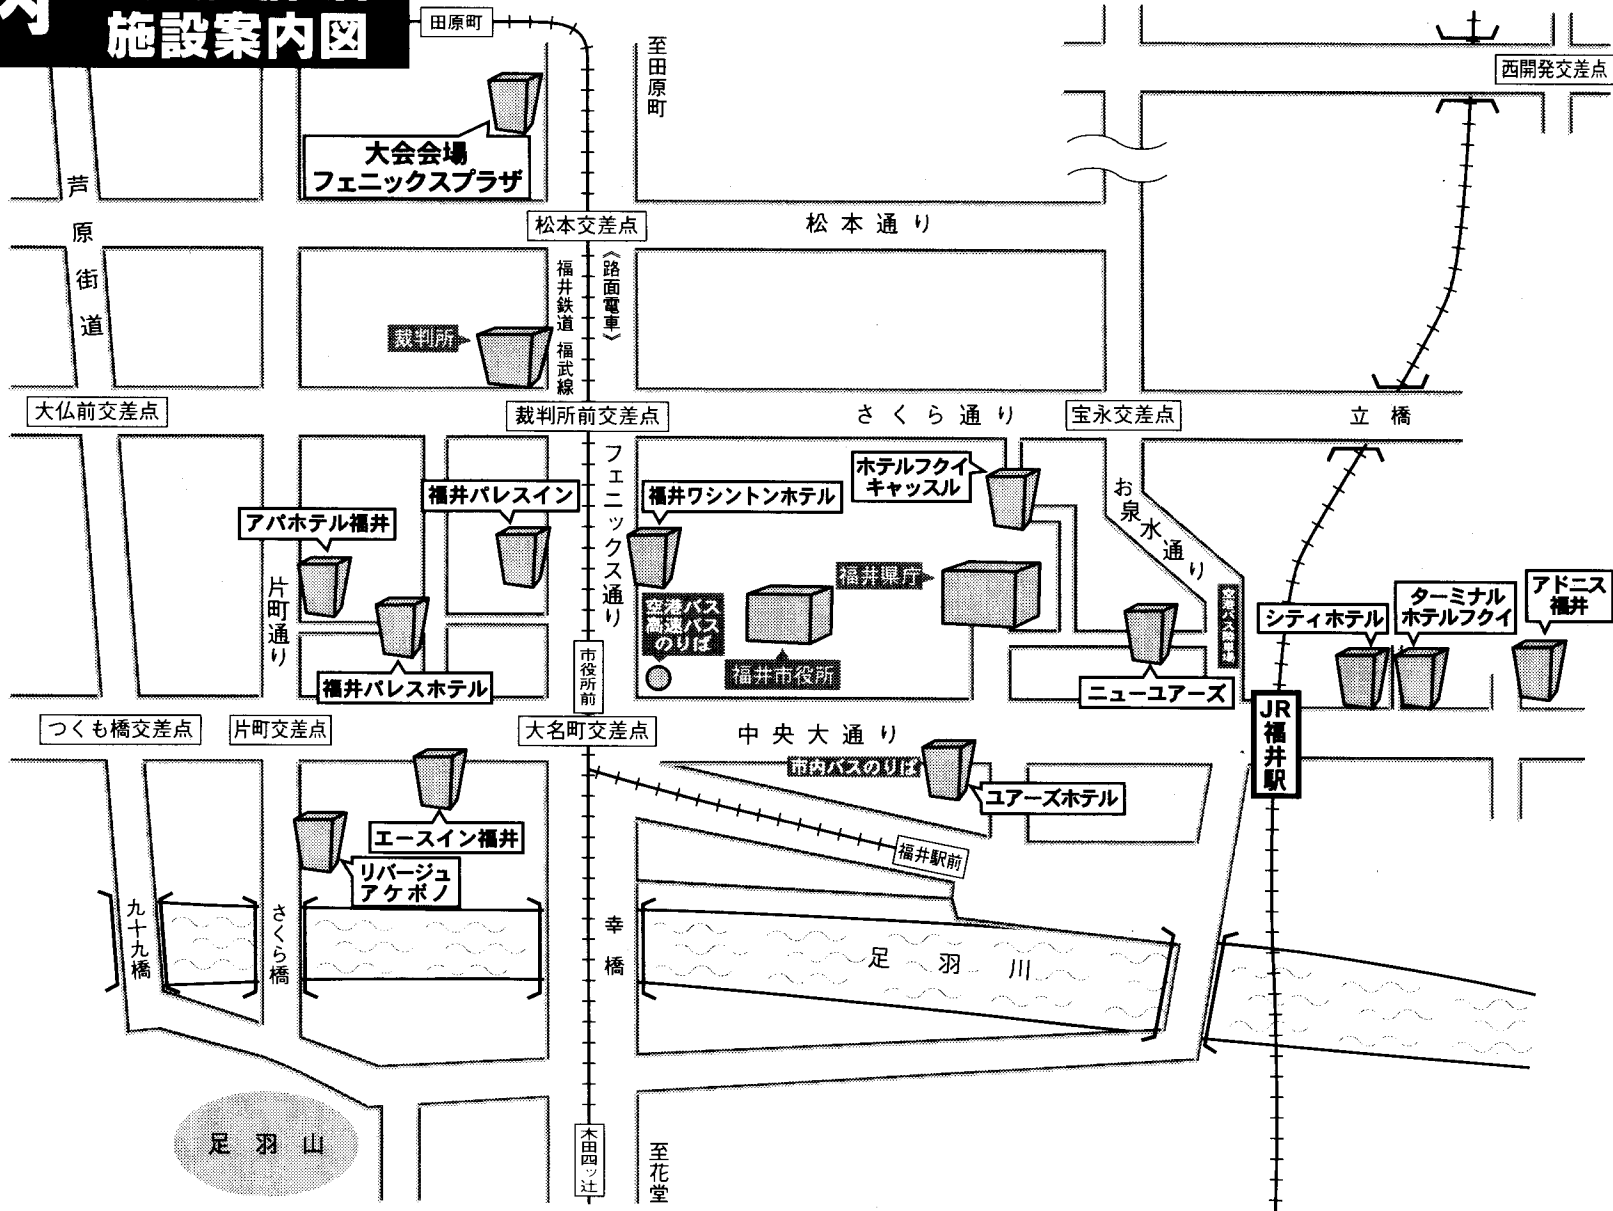 内
施設案内図
田原町
至田原町
西開発交差点
大会会場
フェニックスプラザ
芦原街道
松本交差点
松本通り
福井鉄道 福武線
《路面電車》
裁判所
大仏前交差点
裁判所前交差点
さくら通り
宝永交差点
立橋
フェニックス通り
ホテルフクイ
キャッスル
福井パレスイン
福井ワシントンホテル
アパホテル福井
お泉水通り
福井県庁
片町通り
空港バス
高速バス
のりば
シティホテル
ターミナル
ホテルフクイ
アドニス
福井
市役所前
福井市役所
福井パレスホテル
ニューユアーズ
つくも橋交差点
片町交差点
大名町交差点
中央大通り
JR福井駅
市内バスのりば
ユアーズホテル
エースイン福井
福井駅前
リバージュ
アケボノ
九十九橋
さくら橋
幸橋
足羽川
足羽山
木田四ッ辻
至花堂